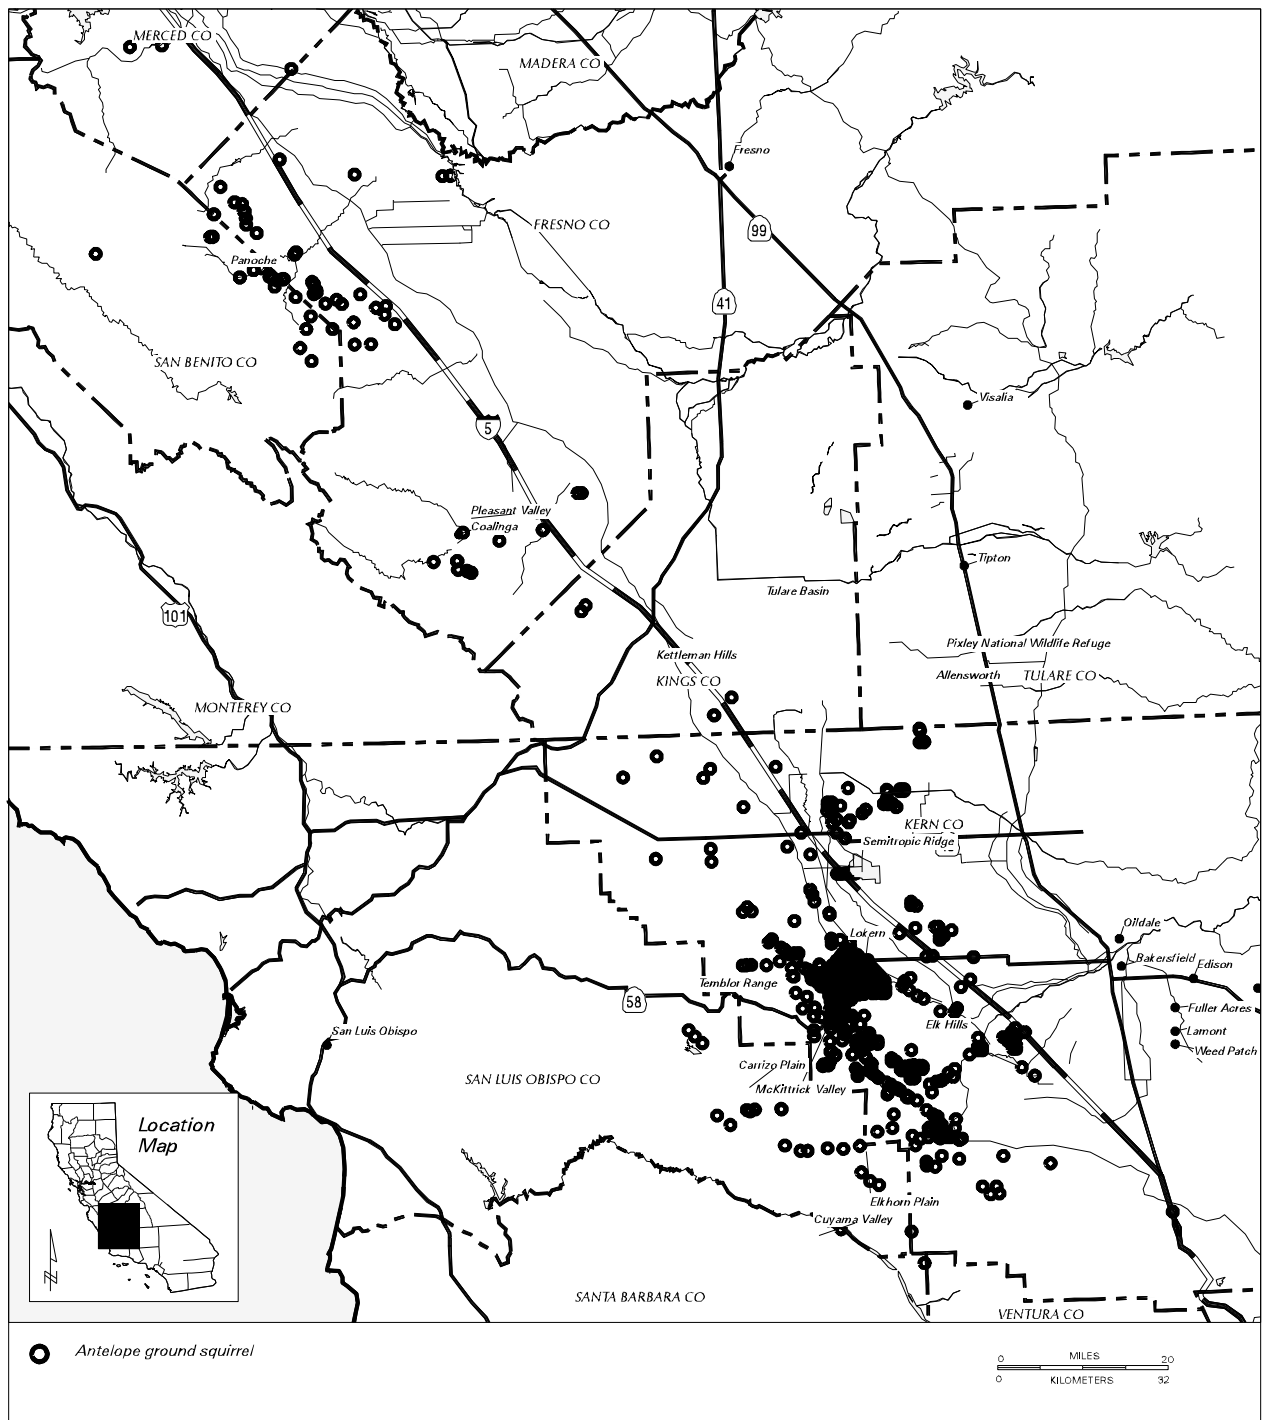 MERCED CO
MADERA CO
Fresno
FRESNO CO
99
Panoche
41
SAN BENITO CO
Visalia
5
Pleasant Valley
Coalinga
Tipton
Tulare Basin
101
Pixley National Wildlife Refuge
Kettleman Hills
Allensworth
TULARE CO
KINGS CO
MONTEREY CO
KERN CO
Semitropic Ridge
Oildale
Lokern
Bakersfield
Edison
Temblor Range
58
Fuller Acres
Elk Hills
San Luis Obispo
Lamont
Weed Patch
Carrizo Plain
SAN LUIS OBISPO CO
McKittrick Valley
Location
Map
Elkhorn Plain
Cuyama Valley
N
SANTA BARBARA CO
VENTURA CO
Antelope ground squirrel
0 MILES 20
0 KILOMETERS 32